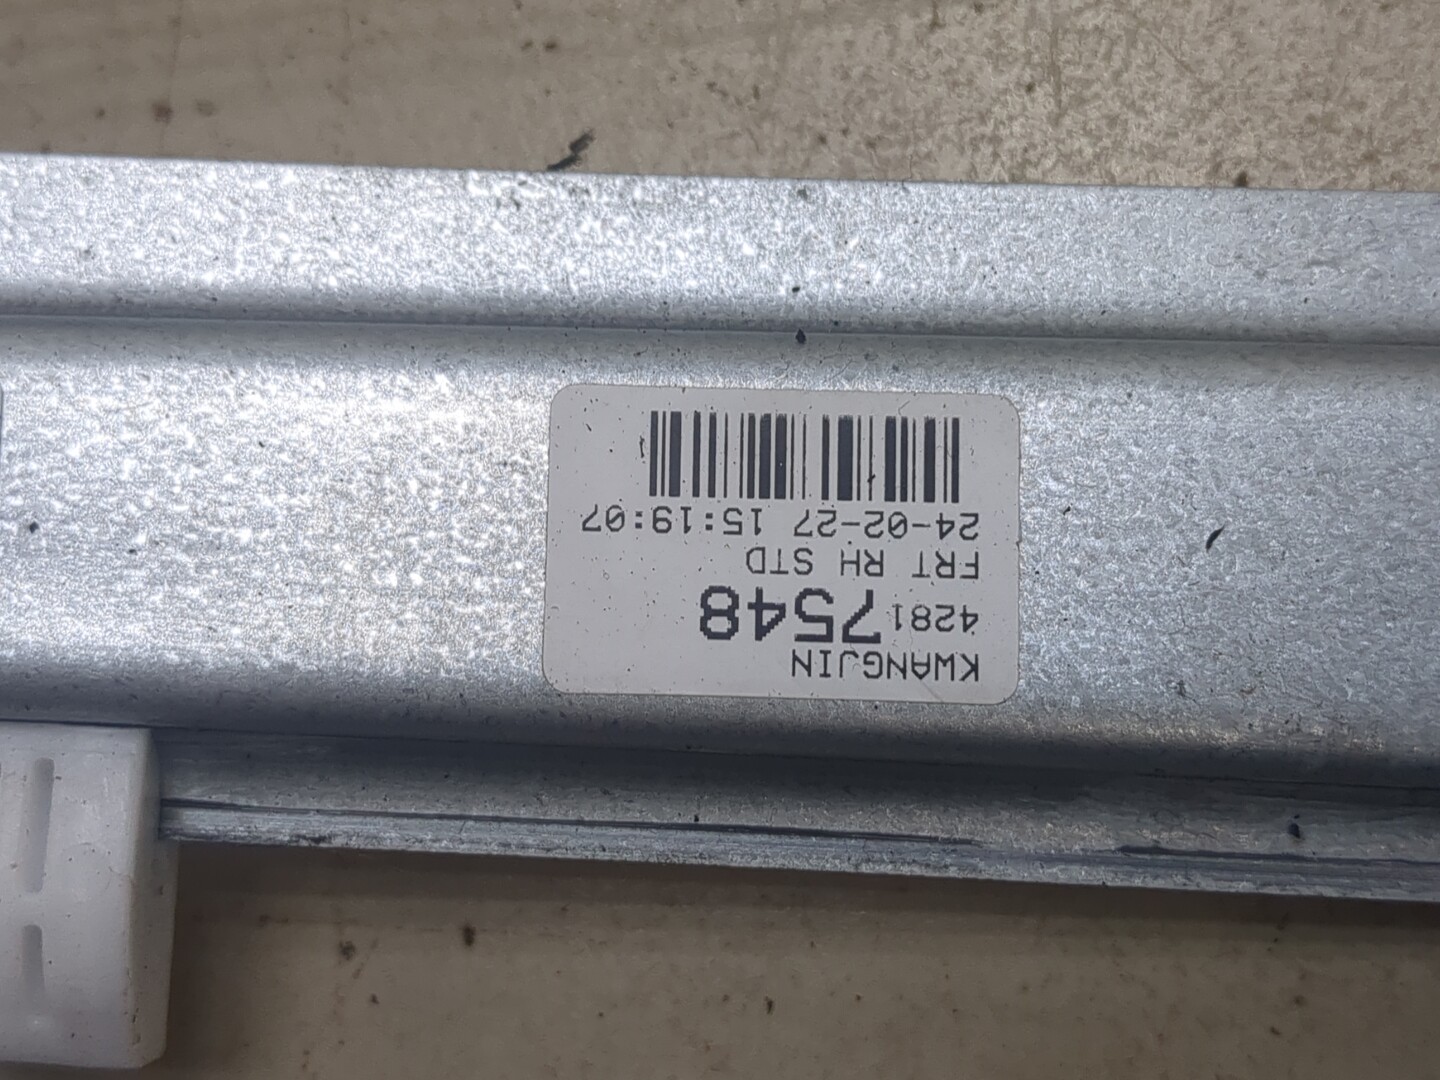 KWANGJIN
42817548
FRT RH STD
24-02-27 15:19:07